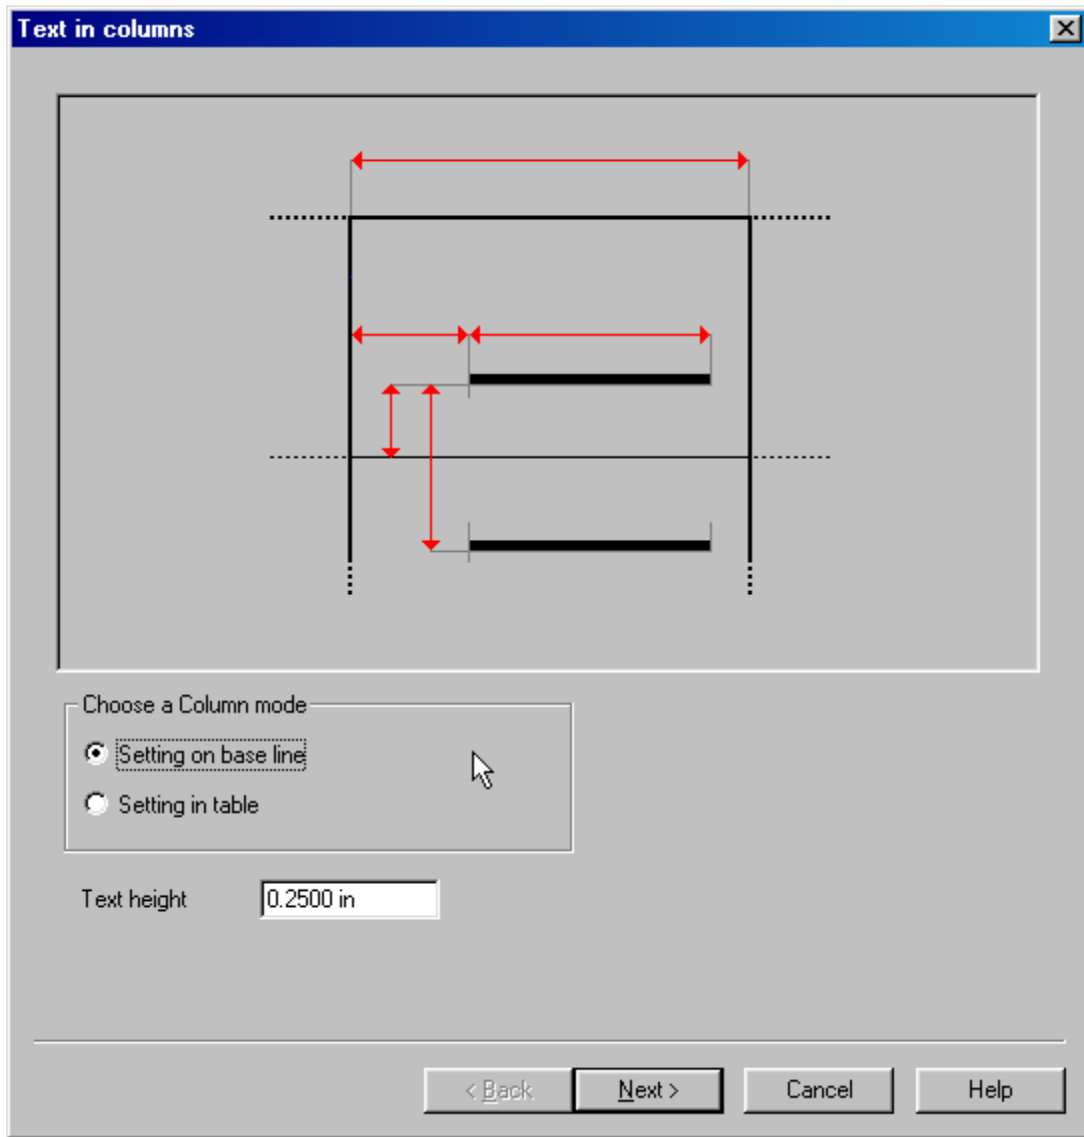 Text in columns
Choose a Column mode
Setting on base line
Setting in table
Text height 0.2500 in
< Back Next > Cancel Help